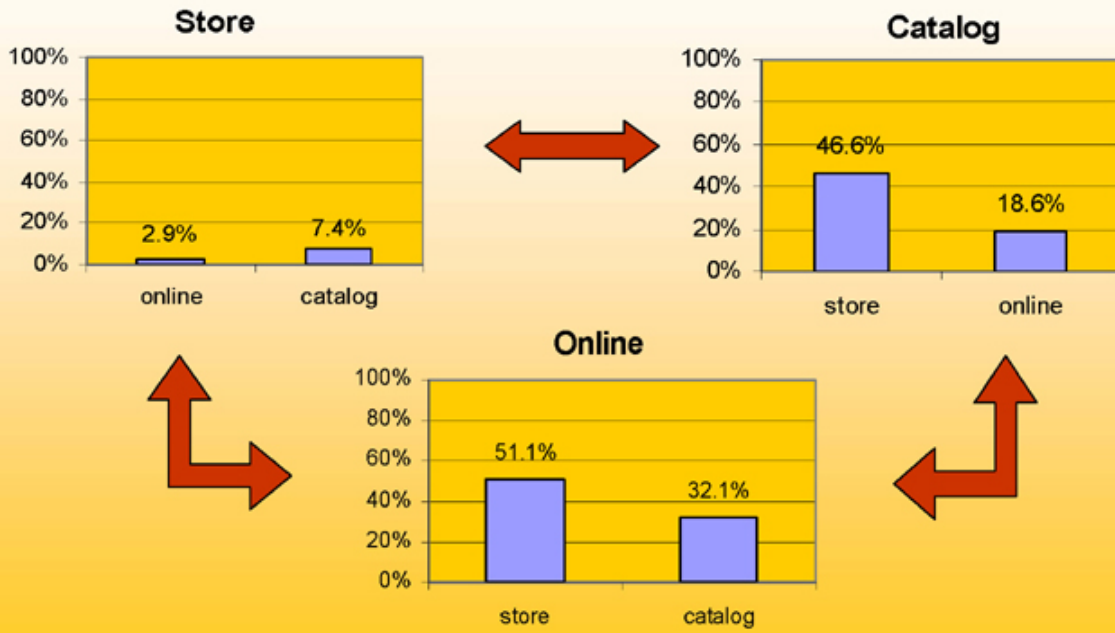 Store
100%
80%
60%
40%
20%
0%
2.9%
7.4%
online
catalog
Catalog
100%
80%
60%
40%
20%
0%
46.6%
18.6%
store
online
Online
100%
80%
60%
40%
20%
0%
51.1%
32.1%
store
catalog